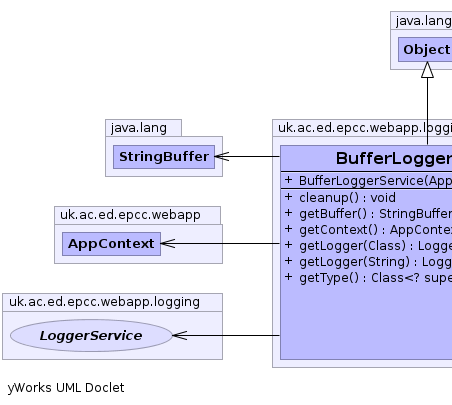 java.lang
Object
java.lang
StringBuffer
uk.ac.ed.epcc.webapp.loggi
BufferLogger
+ BufferLoggerService(App
+ cleanup() : void
+ getBuffer() : StringBuffer
+ getContext() : AppConte
+ getLogger(Class) : Logge
+ getLogger(String) : Logg
+ getType() : Class<? supe
uk.ac.ed.epcc.webapp
AppContext
uk.ac.ed.epcc.webapp.logging
LoggerService
yWorks UML Doclet